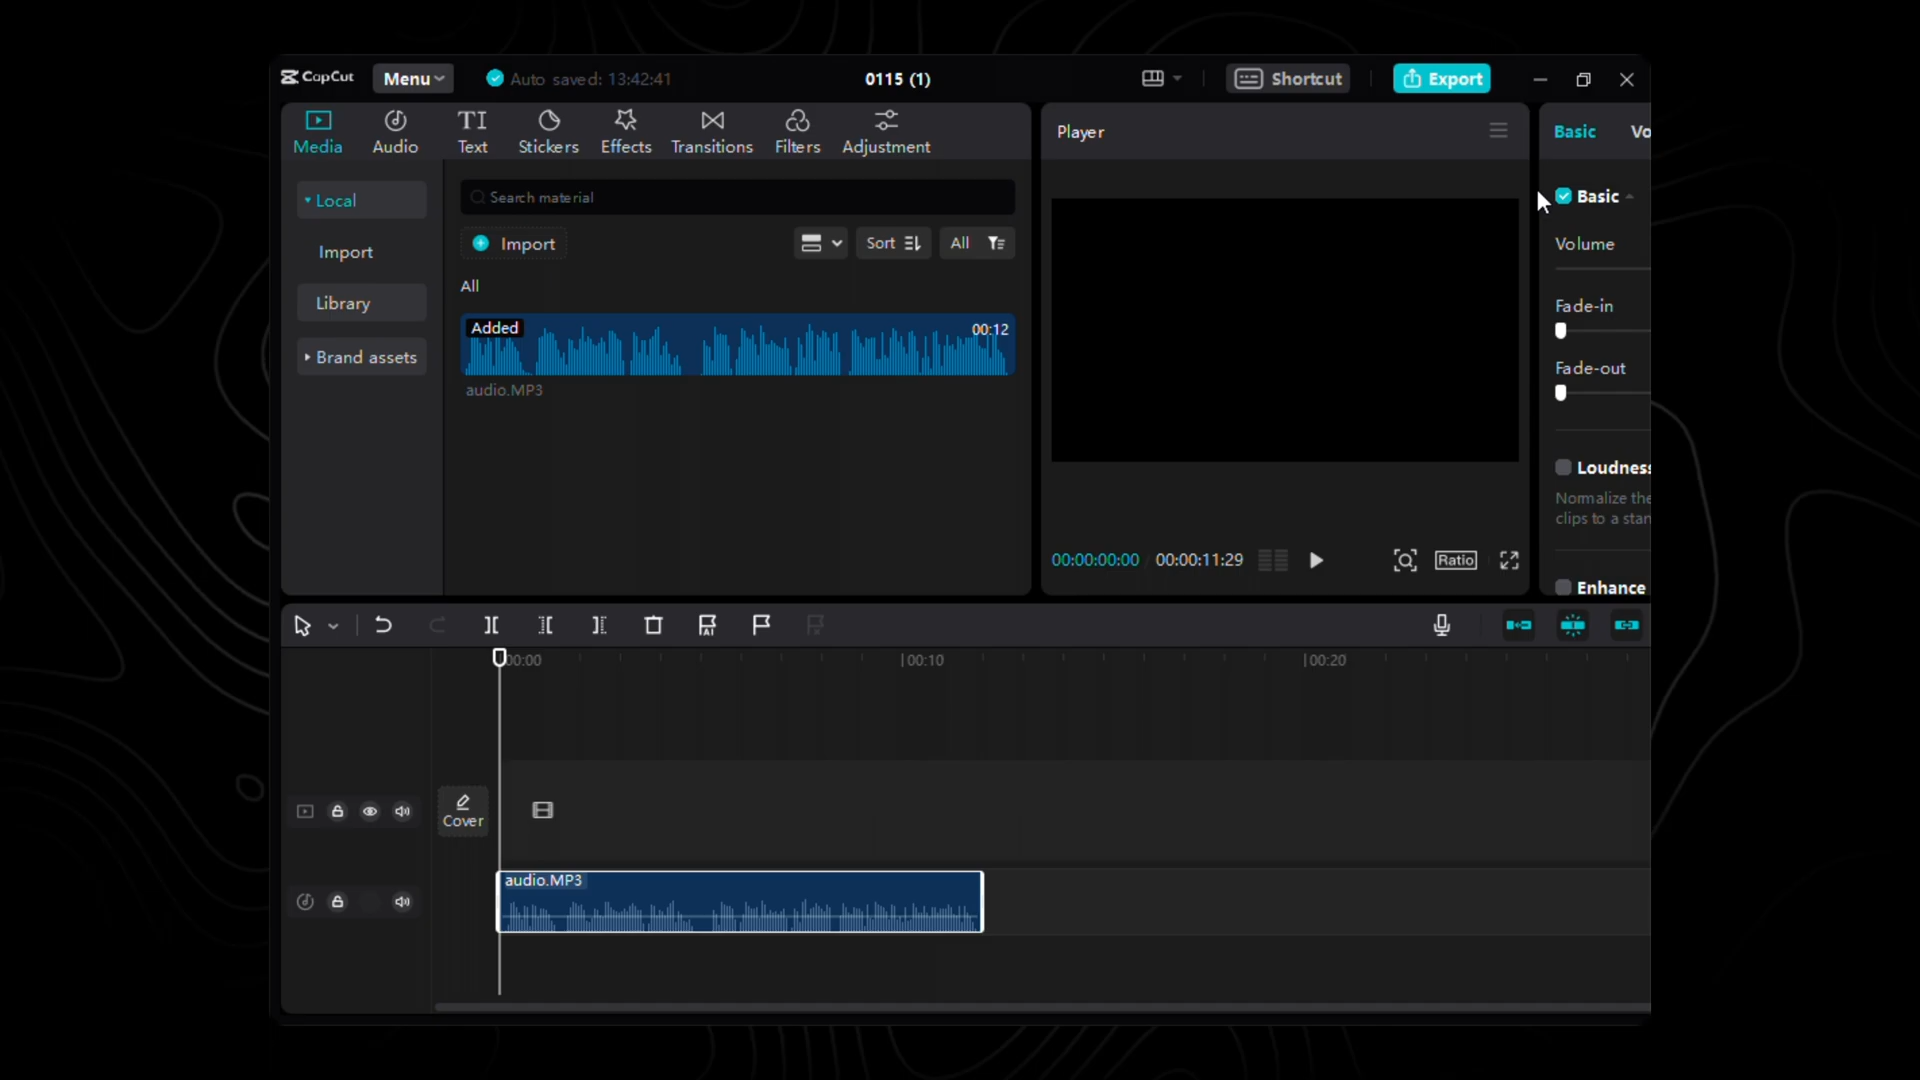 CapCut Menu Auto saved: 13:42:41 0115 (1) Shortcut Export
Media Audio Text Stickers Effects Transitions Filters Adjustment
Local
Import
Library
Brand assets
Search material
Import Sort All
All
Added 00:12
audio.MP3
Player
00:00:00:00 00:00:11:29 Ratio
Basic Vo
Basic
Volume
Fade-in
Fade-out
Loudness
Normalize the
clips to a stan
Enhance
00:00 00:10 00:20
Cover
audio.MP3